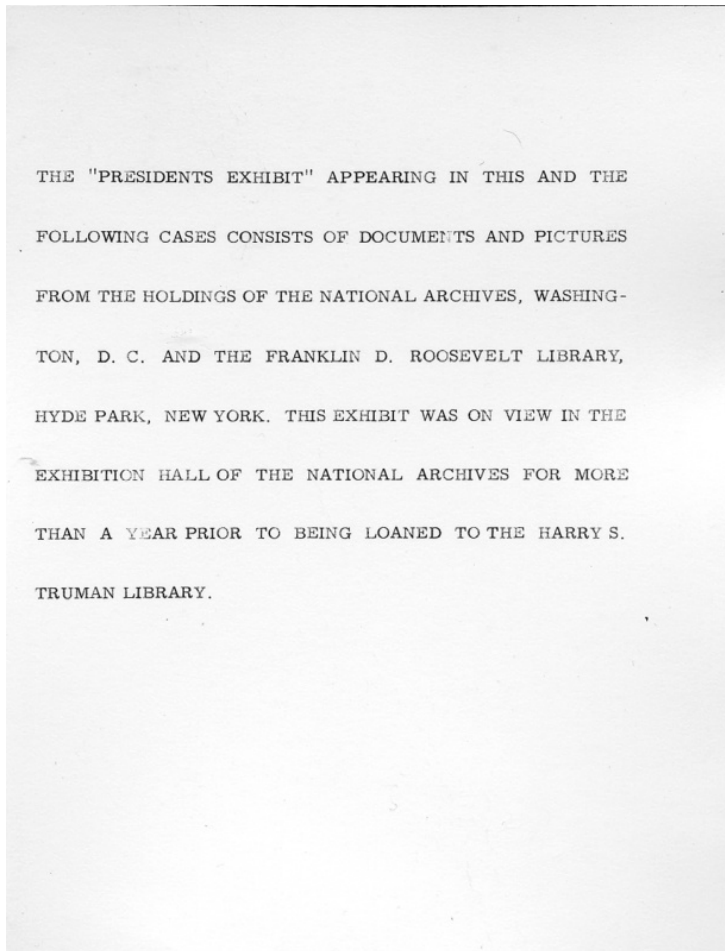 THE "PRESIDENTS EXHIBIT" APPEARING IN THIS AND THE
FOLLOWING CASES CONSISTS OF DOCUMENTS AND PICTURES
FROM THE HOLDINGS OF THE NATIONAL ARCHIVES, WASHING-
TON, D. C. AND THE FRANKLIN D. ROOSEVELT LIBRARY,
HYDE PARK, NEW YORK. THIS EXHIBIT WAS ON VIEW IN THE
EXHIBITION HALL OF THE NATIONAL ARCHIVES FOR MORE
THAN A YEAR PRIOR TO BEING LOANED TO THE HARRY S.
TRUMAN LIBRARY.